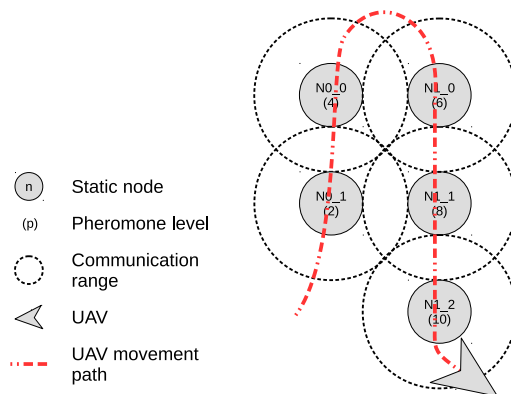 N0_0
(4)
N1_0
(6)
N0_1
(2)
N1_1
(8)
N1_2
(10)
n
Static node
(p)
Pheromone level
Communication
range
UAV
UAV movement
path